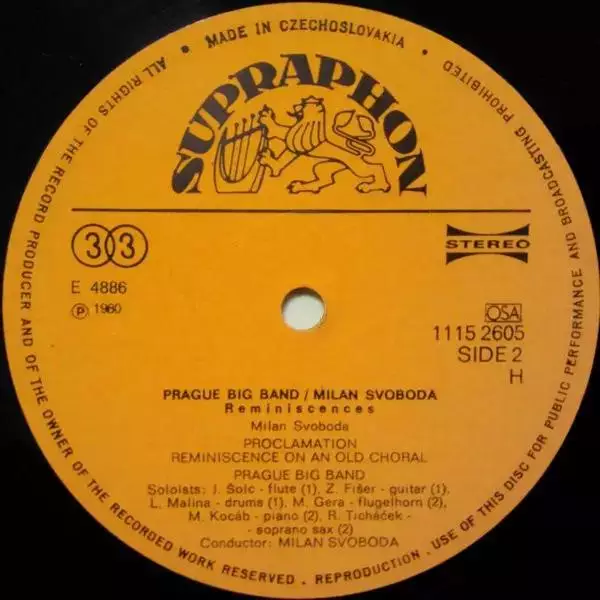 MADE IN CZECHOSLOVAKIA
ALL RIGHTS OF THE RECORD PRODUCER AND OF THE OWNER OF THE RECORDED WORK RESERVED. REPRODUCTION. USE OF THIS DISC FOR PUBLIC PERFORMANCE AND BROADCASTING PROHIBITED
SUPRAPHON
33
STEREO
E 4886
℗ 1980
OSA
1115 2605
SIDE 2
H
PRAGUE BIG BAND / MILAN SVOBODA
Reminiscences
Milan Svoboda
PROCLAMATION
REMINISCENCE ON AN OLD CHORAL
PRAGUE BIG BAND
Soloists: J. Šolc - flute (1), Z. Fišer - guitar (1),
L. Malina - drums (1), M. Gera - flugelhorn (2),
M. Kocáb - piano (2), R. Ticháček -
- soprano sax (2)
Conductor: MILAN SVOBODA